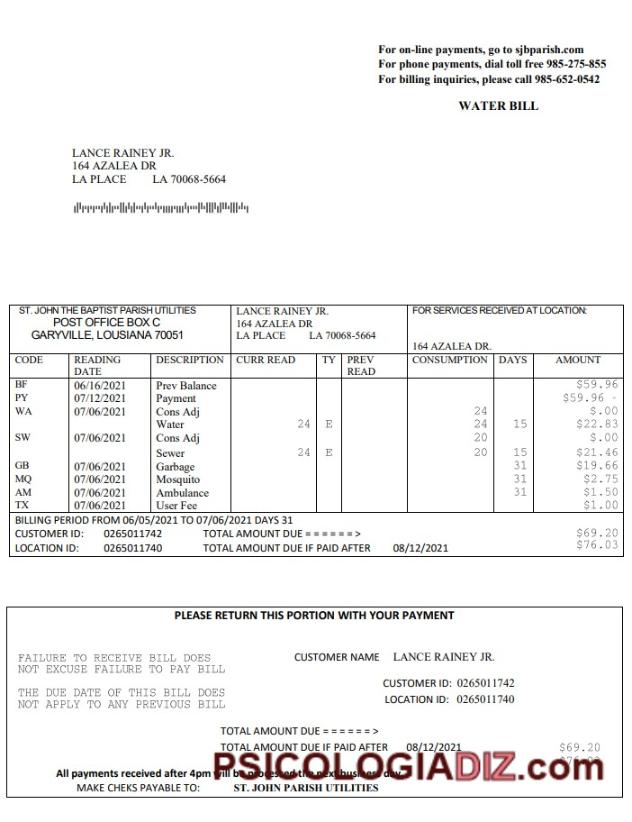 For on-line payments, go to sjbparish.com
For phone payments, dial toll free 985-275-855
For billing inquiries, please call 985-652-0542
WATER BILL
LANCE RAINEY JR.
164 AZALEA DR
LA PLACE LA 70068-5664
ST. JOHN THE BAPTIST PARISH UTILITIES
POST OFFICE BOX C
GARYVILLE, LOUSIANA 70051
LANCE RAINEY JR.
164 AZALEA DR
LA PLACE LA 70068-5664
FOR SERVICES RECEIVED AT LOCATION:
164 AZALEA DR.
CODE READING DATE DESCRIPTION CURR READ TY PREV READ CONSUMPTION DAYS AMOUNT
BF 06/16/2021 Prev Balance $59.96
PY 07/12/2021 Payment $59.96 -
WA 07/06/2021 Cons Adj 24 $.00
Water 24 E 24 15 $22.83
SW 07/06/2021 Cons Adj 20 $.00
Sewer 24 E 20 15 $21.46
GB 07/06/2021 Garbage 31 $19.66
MQ 07/06/2021 Mosquito 31 $2.75
AM 07/06/2021 Ambulance 31 $1.50
TX 07/06/2021 User Fee $1.00
BILLING PERIOD FROM 06/05/2021 TO 07/06/2021 DAYS 31
CUSTOMER ID: 0265011742 TOTAL AMOUNT DUE = = = = = = > $69.20
LOCATION ID: 0265011740 TOTAL AMOUNT DUE IF PAID AFTER 08/12/2021 $76.03
PLEASE RETURN THIS PORTION WITH YOUR PAYMENT
FAILURE TO RECEIVE BILL DOES
NOT EXCUSE FAILURE TO PAY BILL
THE DUE DATE OF THIS BILL DOES
NOT APPLY TO ANY PREVIOUS BILL
CUSTOMER NAME LANCE RAINEY JR.
CUSTOMER ID: 0265011742
LOCATION ID: 0265011740
TOTAL AMOUNT DUE = = = = = = >
TOTAL AMOUNT DUE IF PAID AFTER 08/12/2021 $69.20
PSICOLOGIADIZ.com
All payments received after 4pm will be processed the next business day
MAKE CHEKS PAYABLE TO: ST. JOHN PARISH UTILITIES